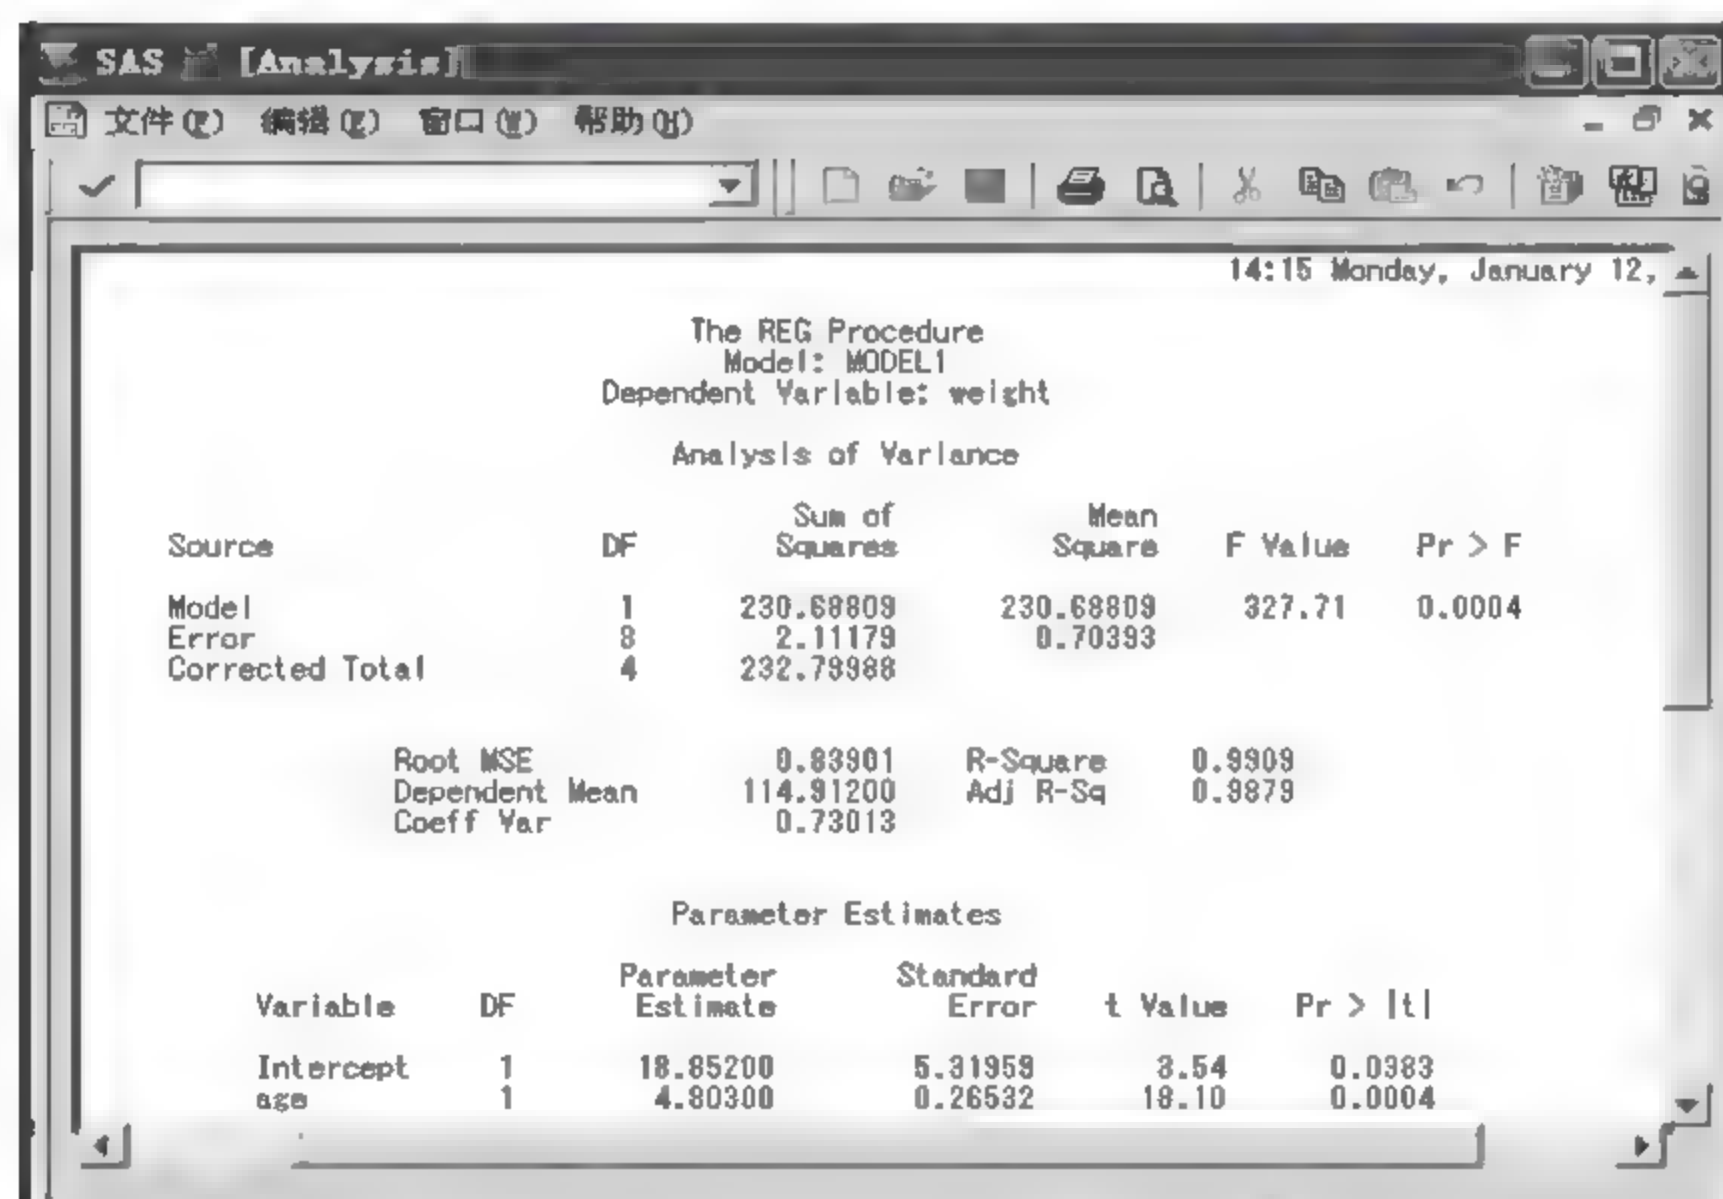 SAS [Analysis]
文件(F) 编辑(E) 窗口(W) 帮助(H)
14:15 Monday, January 12,
The REG Procedure
Model: MODEL1
Dependent Variable: weight
Analysis of Variance
Sum of Mean
Source DF Squares Square F Value Pr > F
Model 1 230.68809 230.68809 327.71 0.0004
Error 3 2.11179 0.70393
Corrected Total 4 232.79988
Root MSE 0.83901 R-Square 0.9909
Dependent Mean 114.91200 Adj R-Sq 0.9879
Coeff Var 0.73013
Parameter Estimates
Parameter Standard
Variable DF Estimate Error t Value Pr > |t|
Intercept 1 18.85200 5.31959 3.54 0.0383
age 1 4.80300 0.26532 18.10 0.0004